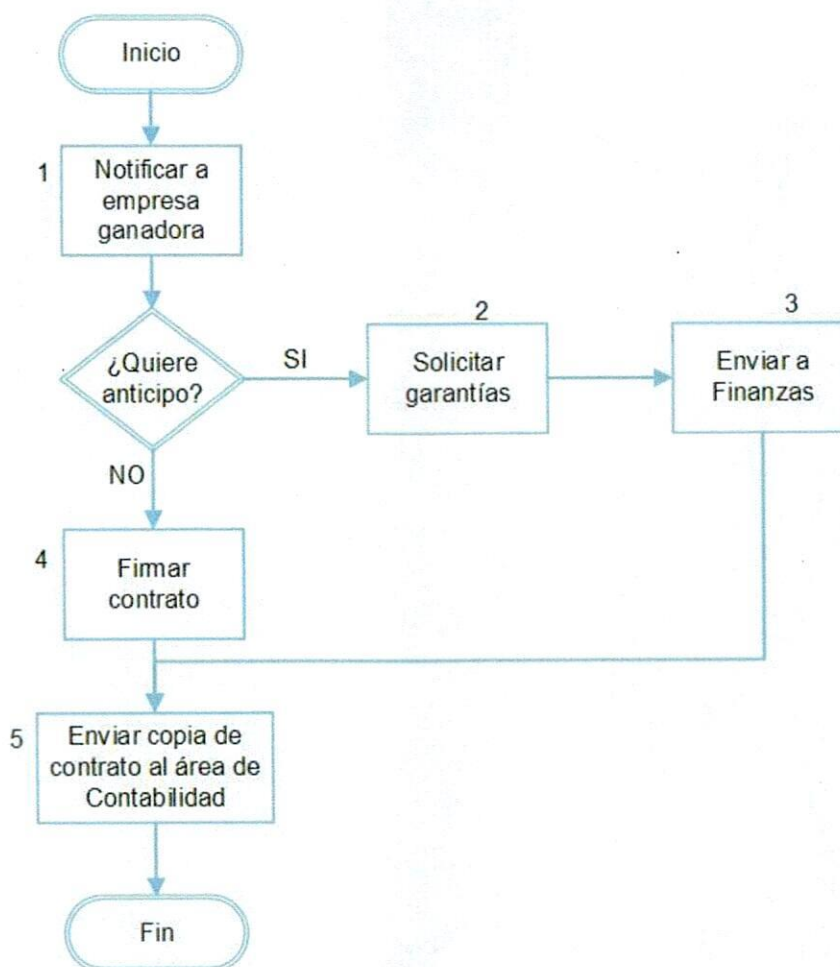 Inicio
1
Notificar a
empresa
ganadora
¿Quiere
anticipo?
SI
2
Solicitar
garantías
3
Enviar a
Finanzas
NO
4
Firmar
contrato
5
Enviar copia de
contrato al área de
Contabilidad
Fin